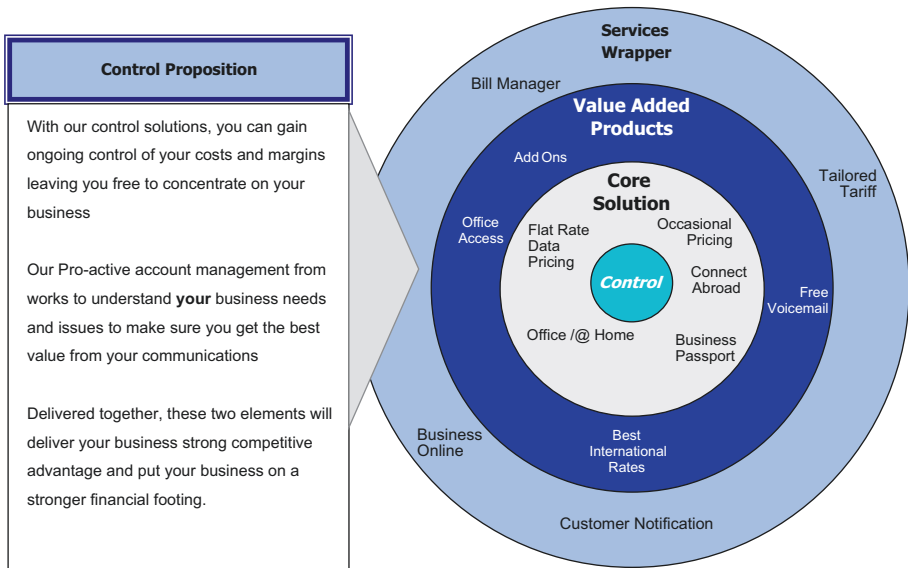 Control Proposition
With our control solutions, you can gain
ongoing control of your costs and margins
leaving you free to concentrate on your
business
Our Pro-active account management from
works to understand your business needs
and issues to make sure you get the best
value from your communications
Delivered together, these two elements will
deliver your business strong competitive
advantage and put your business on a
stronger financial footing.
Services
Wrapper
Bill Manager
Tailored
Tariff
Business
Online
Customer Notification
Value Added
Products
Add Ons
Office
Access
Free
Voicemail
Best
International
Rates
Core
Solution
Flat Rate
Data
Pricing
Occasional
Pricing
Connect
Abroad
Office /@ Home
Business
Passport
Control